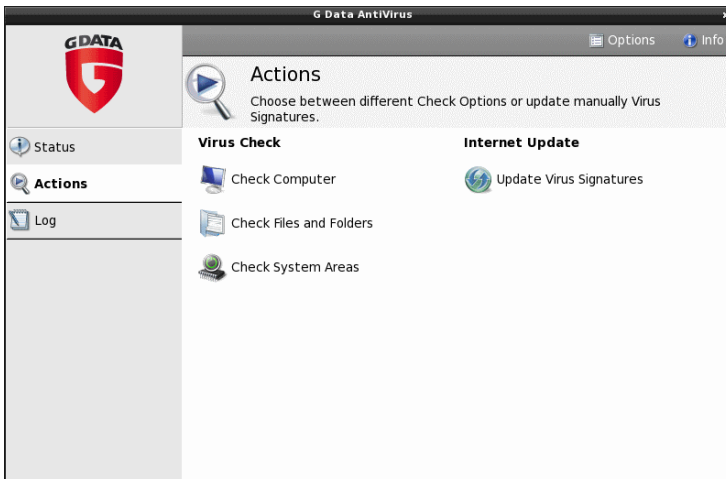 G Data AntiVirus
GDATA
Options
Info
Actions
Choose between different Check Options or update manually Virus
Signatures.
Status
Actions
Log
Virus Check
Check Computer
Check Files and Folders
Check System Areas
Internet Update
Update Virus Signatures